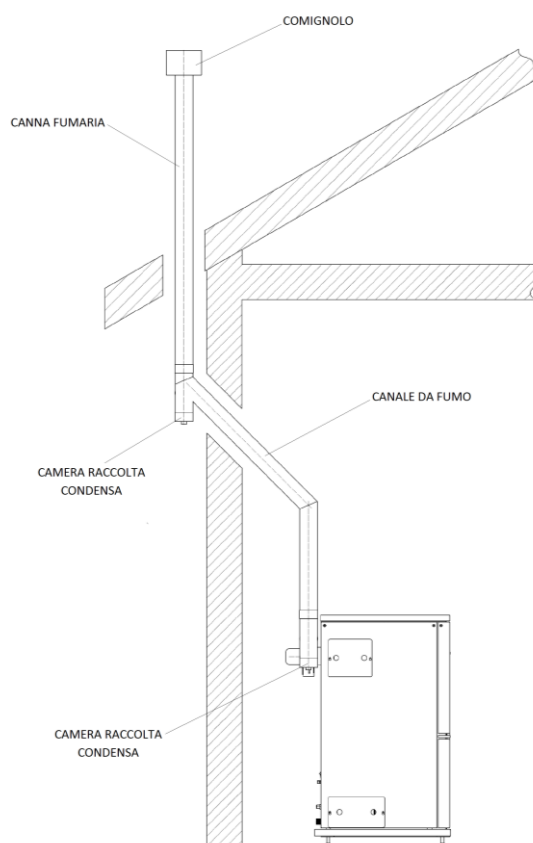 COMIGNOLO
CANNA FUMARIA
CANALE DA FUMO
CAMERA RACCOLTA
CONDENSA
CAMERA RACCOLTA
CONDENSA